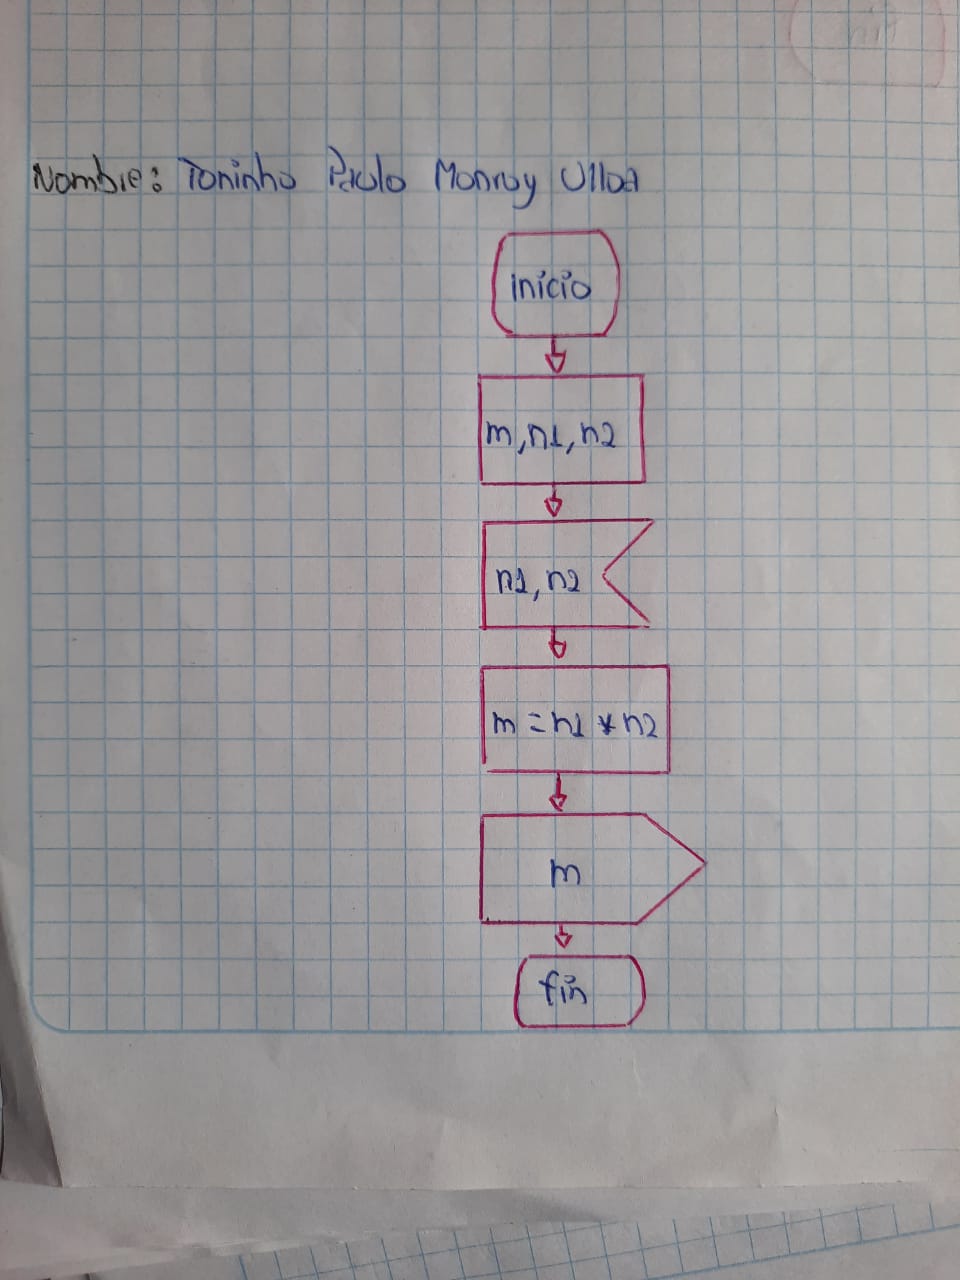 Nombre: Toninho Paulo Monroy Ulloa
inicio
m, n1, n2
n1, n2
m = n1 * n2
m
fin